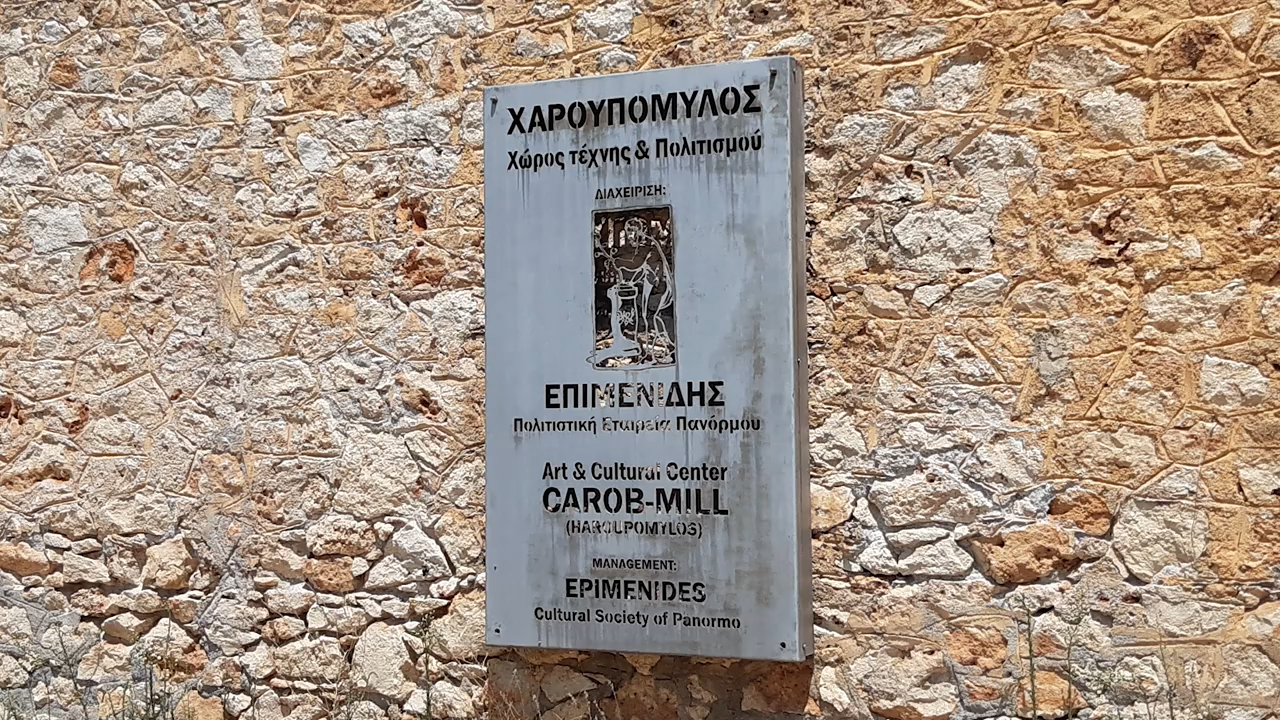 ΧΑΡΟΥΠΟΜΥΛΟΣ
Χώρος τέχνης & Πολιτισμού
ΔΙΑΧΕΙΡΙΣΗ:
ΕΠΙΜΕΝΙΔΗΣ
Πολιτιστική Εταιρεία Πανόρμου
Art & Cultural Center
CAROB-MILL
(HAROUPOMYLOS)
MANAGEMENT:
EPIMENIDES
Cultural Society of Panormo